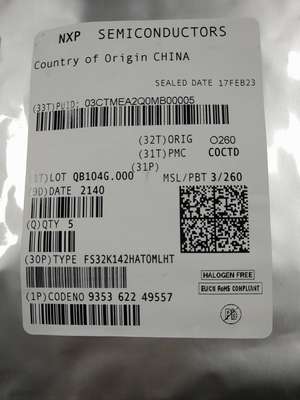 NXP SEMICONDUCTORS
Country of Origin CHINA
SEALED DATE 17FEB23
(33T)PUID: 03CTMEA2Q0MB00005
(32T)ORIG O260
(31T)PMC COCTD
(31P)
(1T)LOT QB104G.000 MSL/PBT 3/260
(9D)DATE 2140
(Q)QTY 5
(30P)TYPE FS32K142HATOMLHT
HALOGEN FREE
EU/CN RoHS COMPLIANT
(1P)CODENO 9353 622 49557
Pb